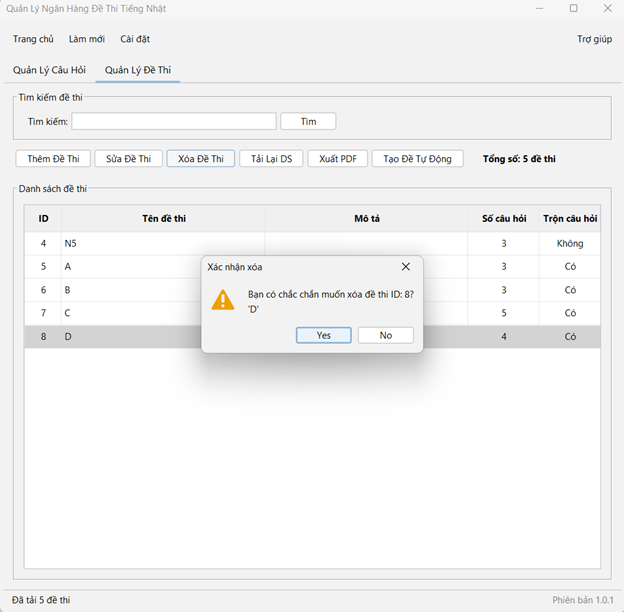 Quản Lý Ngân Hàng Đề Thi Tiếng Nhật
Trang chủ Làm mới Cài đặt Trợ giúp
Quản Lý Câu Hỏi Quản Lý Đề Thi
Tìm kiếm đề thi
Tìm kiếm: Tìm
Thêm Đề Thi Sửa Đề Thi Xóa Đề Thi Tải Lại DS Xuất PDF Tạo Đề Tự Động Tổng số: 5 đề thi
Danh sách đề thi
ID Tên đề thi Mô tả Số câu hỏi Trộn câu hỏi
4 N5 3 Không
5 A 3 Có
6 B 3 Có
7 C 5 Có
8 D 4 Có
Xác nhận xóa
Bạn có chắc chắn muốn xóa đề thi ID: 8?
'D'
Yes No
Đã tải 5 đề thi Phiên bản 1.0.1